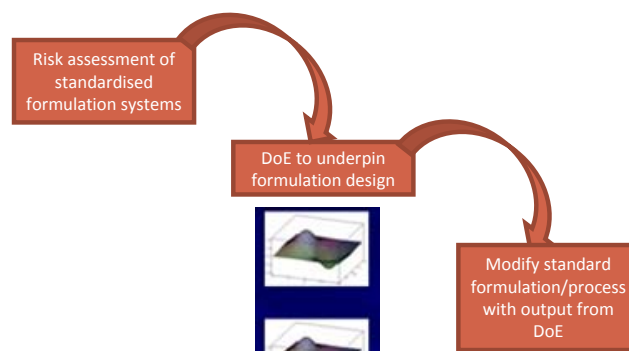 Risk assessment of
standardised
formulation systems
DoE to underpin
formulation design
Modify standard
formulation/process
with output from
DoE